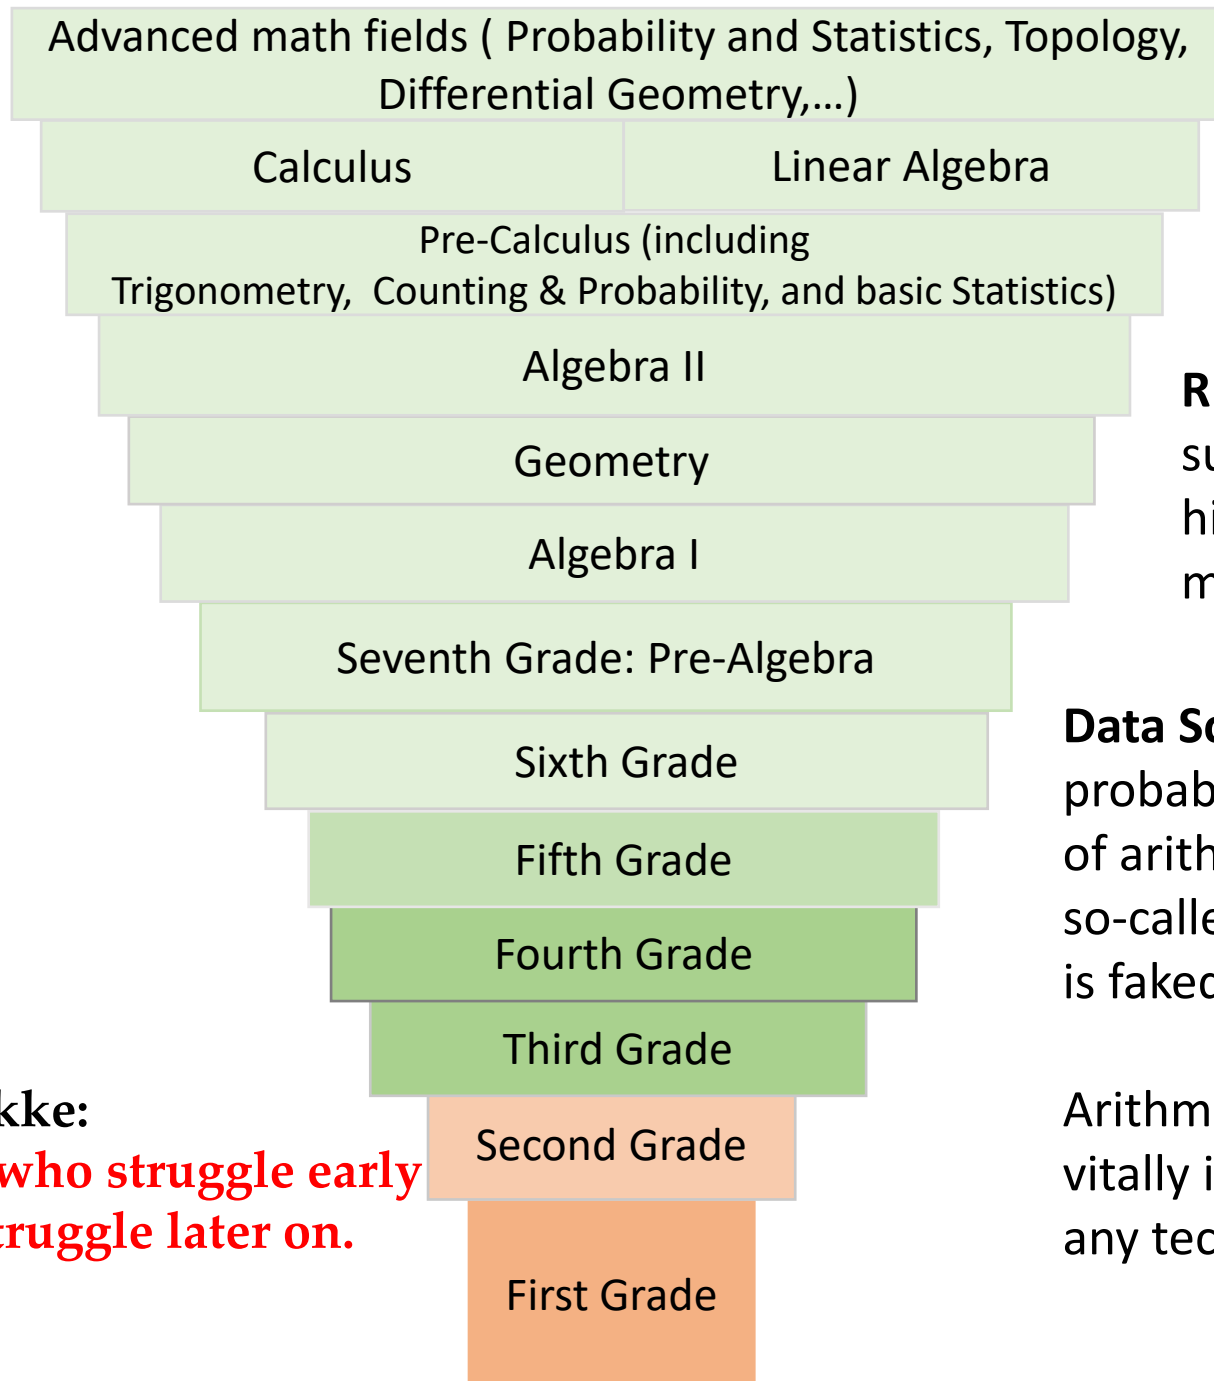 Advanced math fields ( Probability and Statistics, Topology,
Differential Geometry,...)
Calculus
Linear Algebra
Pre-Calculus (including
Trigonometry, Counting & Probability, and basic Statistics)
Algebra II
Geometry
Algebra I
Seventh Grade: Pre-Algebra
Sixth Grade
Fifth Grade
Fourth Grade
Third Grade
Second Grade
First Grade
kke:
who struggle early
truggle later on.
R
su
hi
m
Data Sc
probab
of arith
so-calle
is faked
Arithm
vitally i
any tec